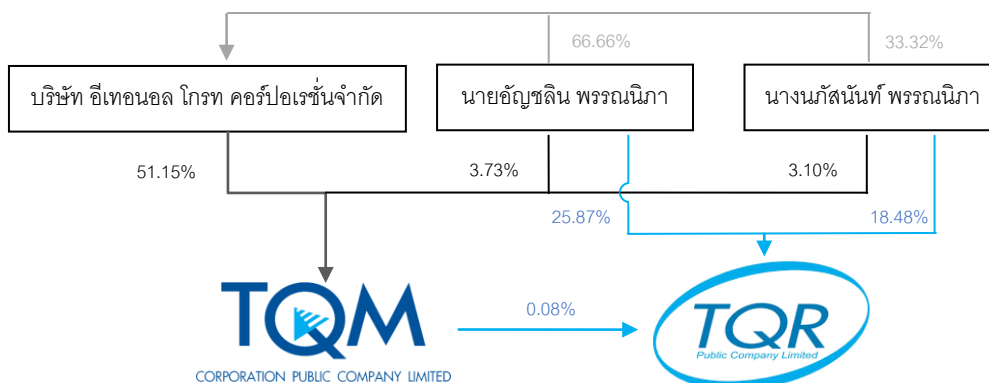 66.66%
33.32%
บริษัท อีเทอนอล โกรท คอร์ปอเรชั่นจำกัด
นายอัญชลิน พรรณนิภา
นางนภัสนันท์ พรรณนิภา
51.15%
3.73%
3.10%
25.87%
18.48%
TQM
CORPORATION PUBLIC COMPANY LIMITED
0.08%
TQR
Public Company Limited